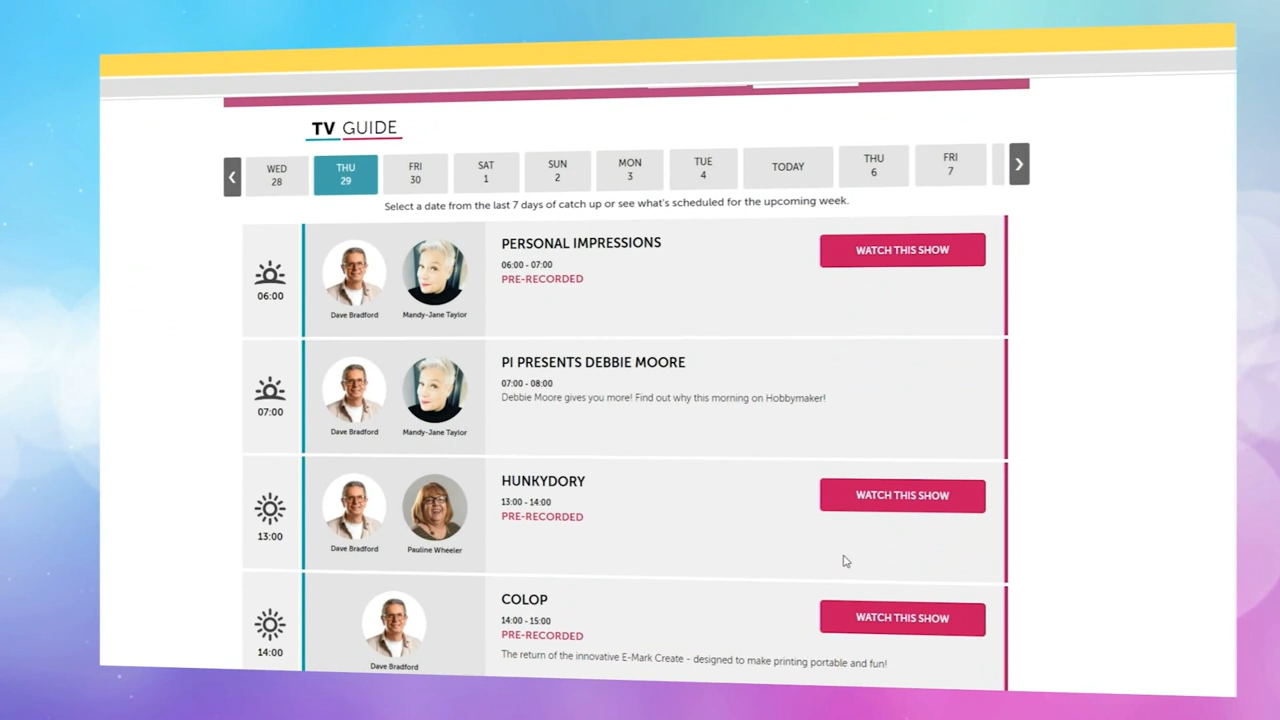 TV GUIDE
WED 28
THU 29
FRI 30
SAT 1
SUN 2
MON 3
TUE 4
TODAY
THU 6
FRI 7
Select a date from the last 7 days of catch up or see what's scheduled for the upcoming week.
06:00
Dave Bradford
Mandy-Jane Taylor
PERSONAL IMPRESSIONS
06:00 - 07:00
PRE-RECORDED
WATCH THIS SHOW
07:00
Dave Bradford
Mandy-Jane Taylor
PI PRESENTS DEBBIE MOORE
07:00 - 08:00
Debbie Moore gives you more! Find out why this morning on Hobbymaker!
13:00
Dave Bradford
Pauline Wheeler
HUNKYDORY
13:00 - 14:00
PRE-RECORDED
WATCH THIS SHOW
14:00
Dave Bradford
COLOP
14:00 - 15:00
PRE-RECORDED
The return of the innovative E-Mark Create - designed to make printing portable and fun!
WATCH THIS SHOW